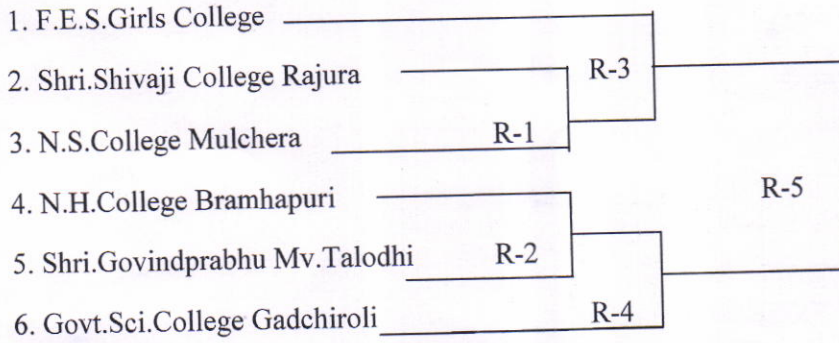 1. F.E.S.Girls College
2. Shri.Shivaji College Rajura
R-3
3. N.S.College Mulchera
R-1
4. N.H.College Bramhapuri
R-5
5. Shri.Govindprabhu Mv.Talodhi
R-2
6. Govt.Sci.College Gadchiroli
R-4